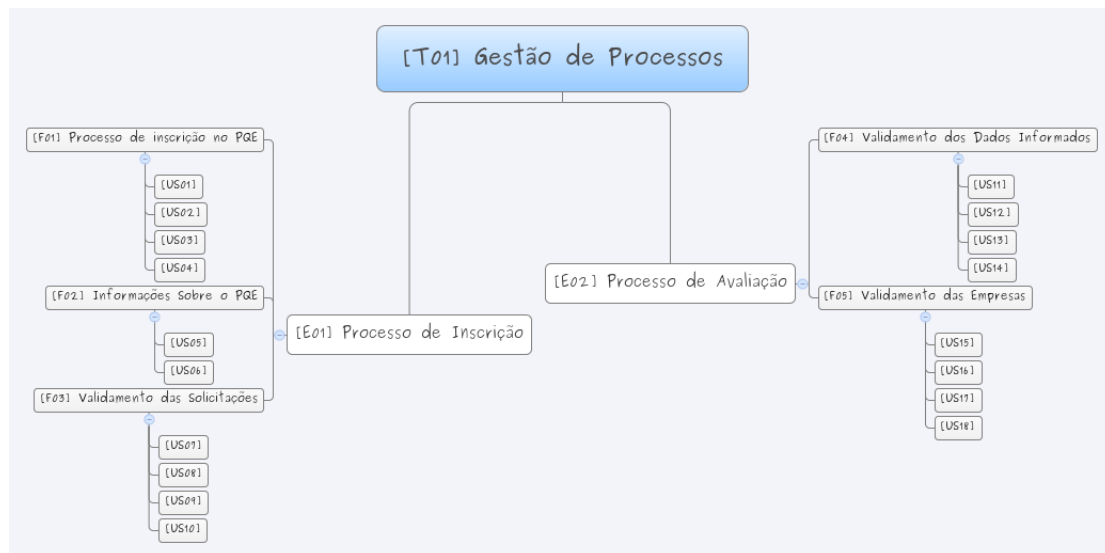 [T01] Gestão de Processos
[E01] Processo de Inscrição
[F01] Processo de inscrição no PQE
[US01]
[US02]
[US03]
[US04]
[F02] Informações Sobre o PQE
[US05]
[US06]
[F03] Validamento das Solicitações
[US07]
[US08]
[US09]
[US10]
[E02] Processo de Avaliação
[F04] Validamento dos Dados Informados
[US11]
[US12]
[US13]
[US14]
[F05] Validamento das Empresas
[US15]
[US16]
[US17]
[US18]